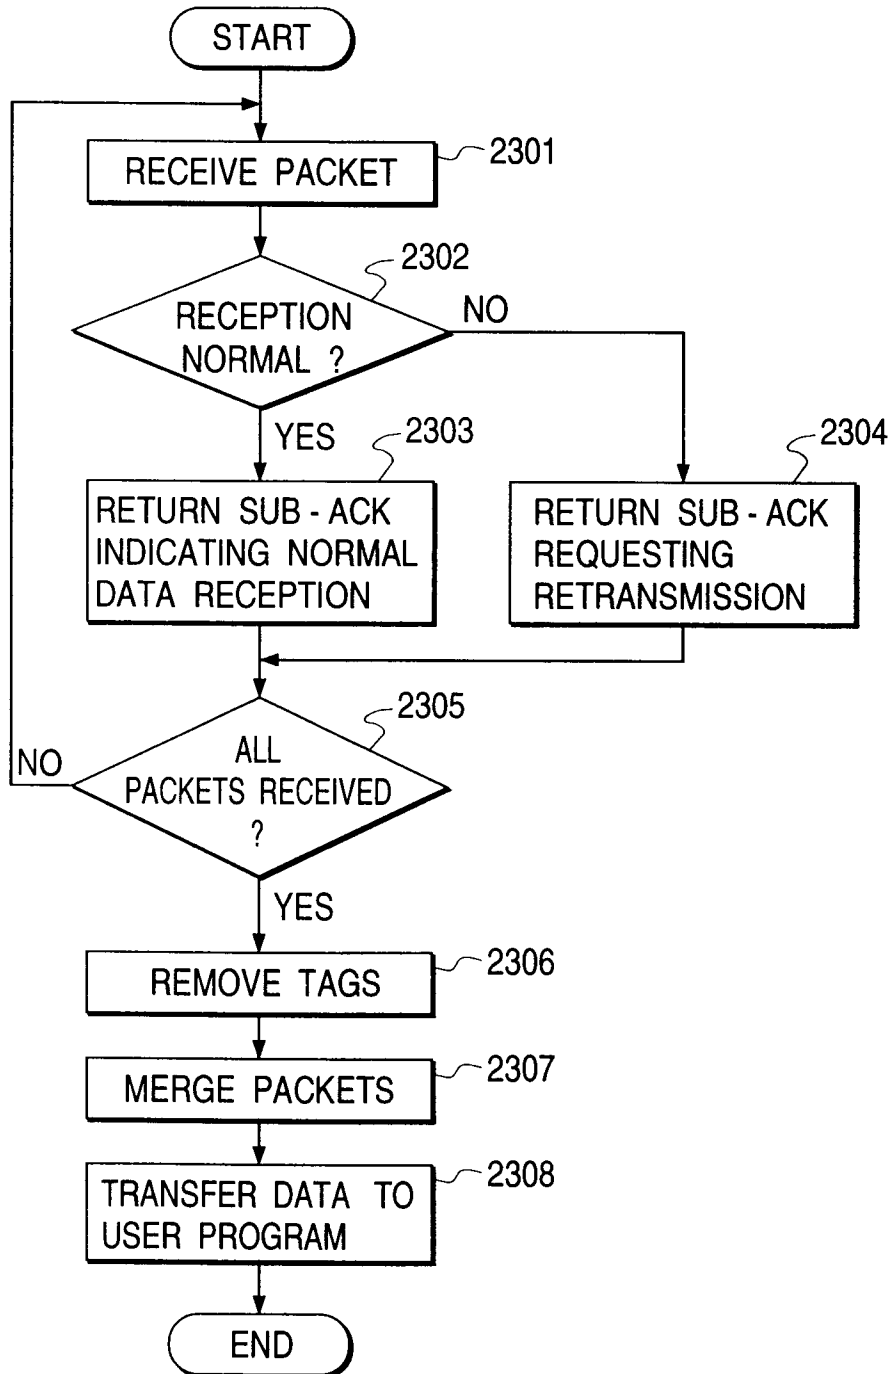 START
RECEIVE PACKET
2301
2302
RECEPTION
NORMAL ?
NO
YES
2303
RETURN SUB - ACK
INDICATING NORMAL
DATA RECEPTION
2304
RETURN SUB - ACK
REQUESTING
RETRANSMISSION
2305
ALL
PACKETS RECEIVED
?
NO
YES
REMOVE TAGS
2306
MERGE PACKETS
2307
TRANSFER DATA TO
USER PROGRAM
2308
END